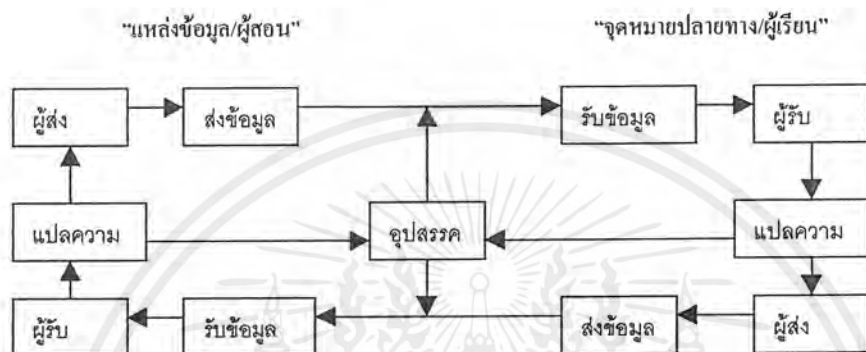 “แหล่งข้อมูล/ผู้สอน” “จุดหมายปลายทาง/ผู้เรียน”
ผู้ส่ง ส่งข้อมูล รับข้อมูล ผู้รับ
แปลความ อุปสรรค แปลความ
ผู้รับ รับข้อมูล ส่งข้อมูล ผู้ส่ง